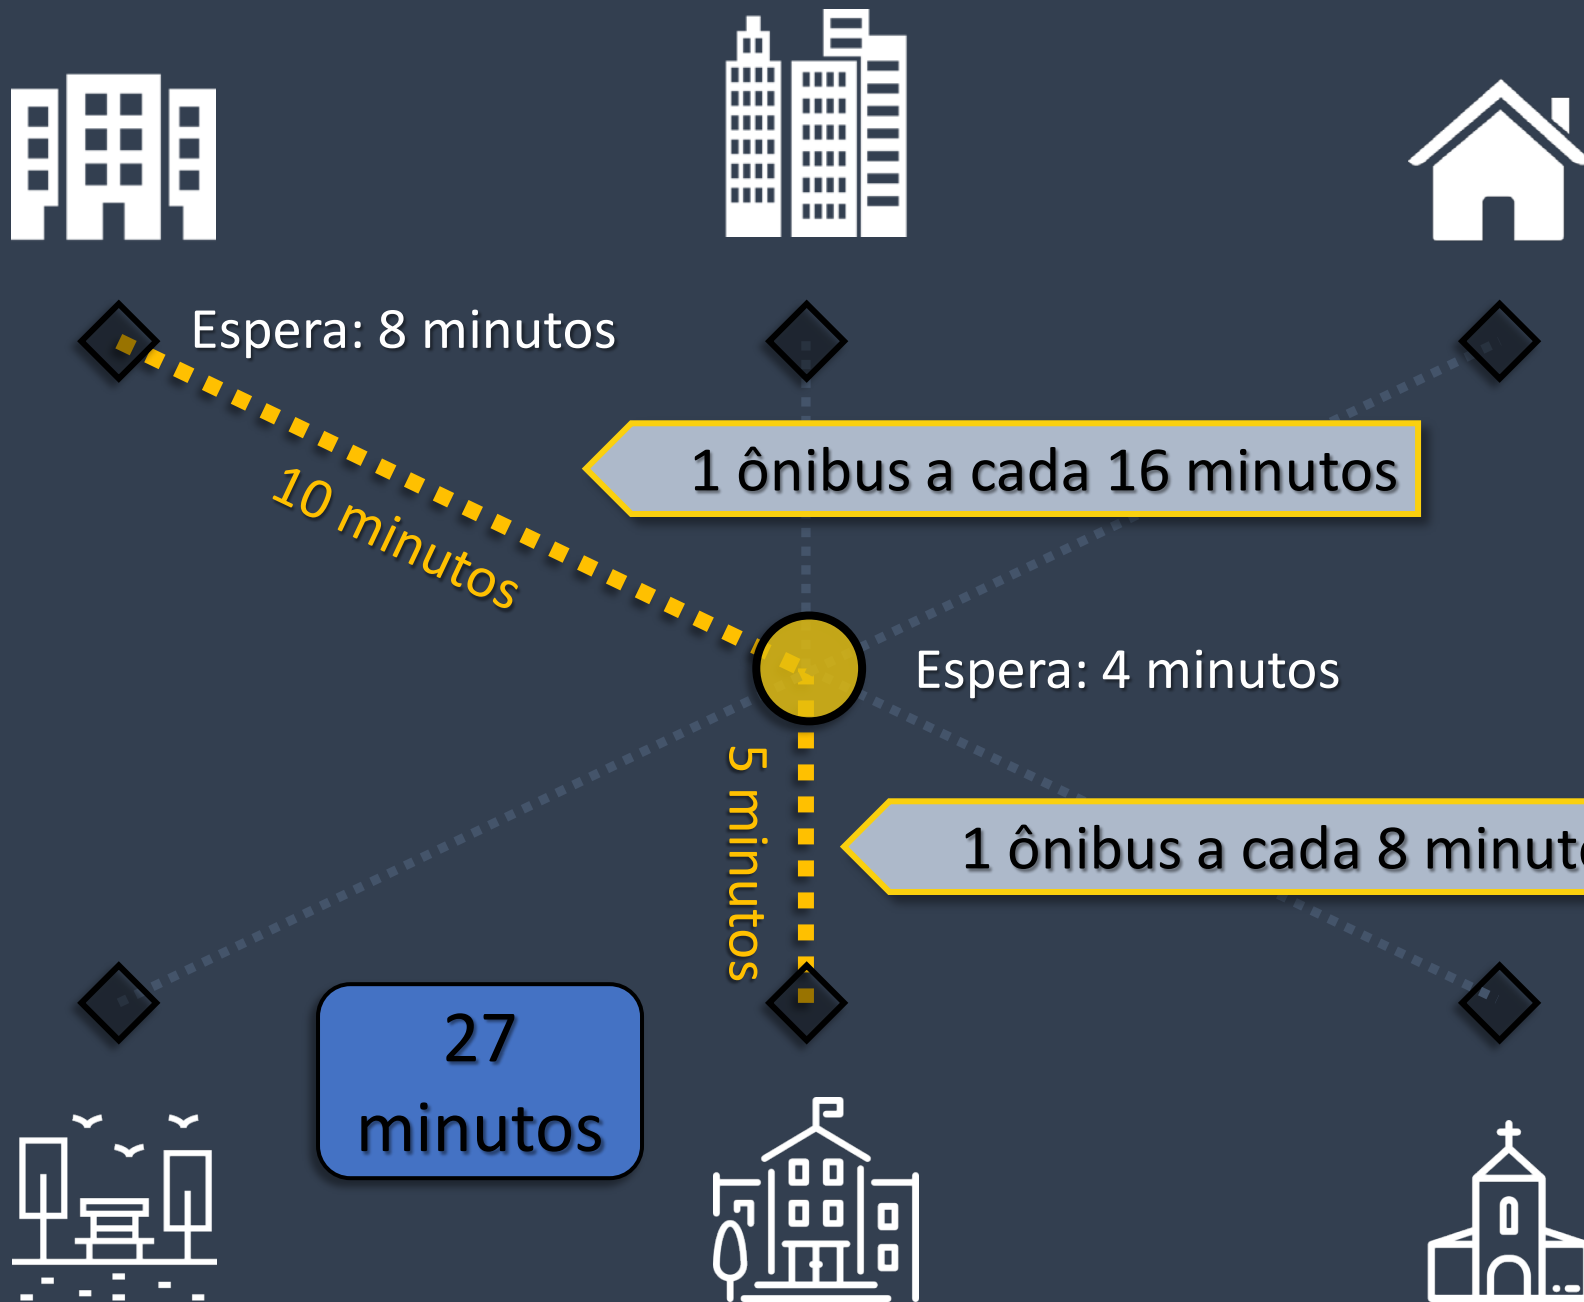 Espera: 8 minutos
1 ônibus a cada 16 minutos
10 minutos
Espera: 4 minutos
5 minutos
1 ônibus a cada 8
27
minutos